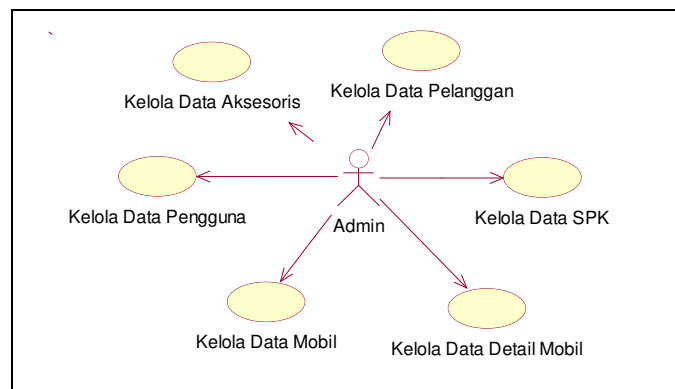 `
Kelola Data Aksesoris
Kelola Data Pelanggan
Kelola Data Pengguna
Admin
Kelola Data SPK
Kelola Data Mobil
Kelola Data Detail Mobil